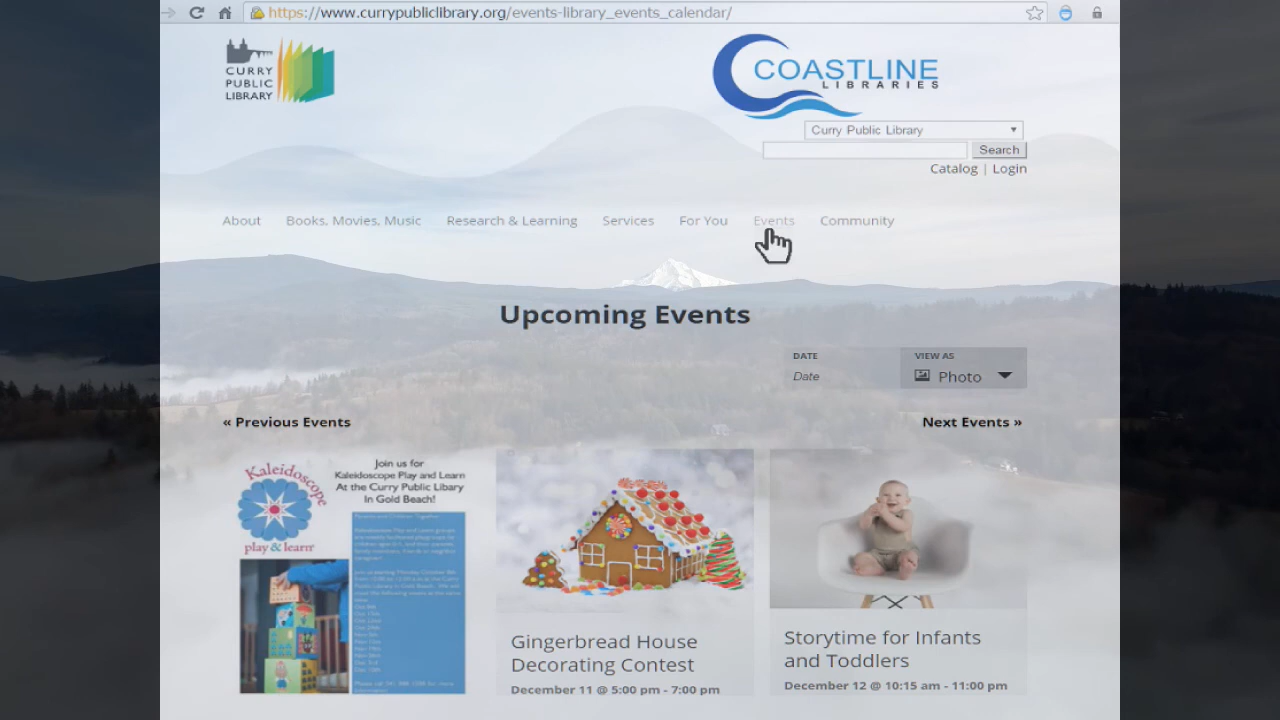 https://www.currypubliclibrary.org/events-library_events_calendar/
CURRY
PUBLIC
LIBRARY
COASTLINE
LIBRARIES
Curry Public Library
Search
Catalog | Login
About Books, Movies, Music Research & Learning Services For You Events Community
Upcoming Events
DATE
Date
VIEW AS
Photo
« Previous Events
Next Events »
Kaleidoscope
play & learn
Join us for
Kaleidoscope Play and Learn
At the Curry Public Libary
In Gold Beach!
Gingerbread House
Decorating Contest
December 11 @ 5:00 pm - 7:00 pm
Storytime for Infants
and Toddlers
December 12 @ 10:15 am - 11:00 pm